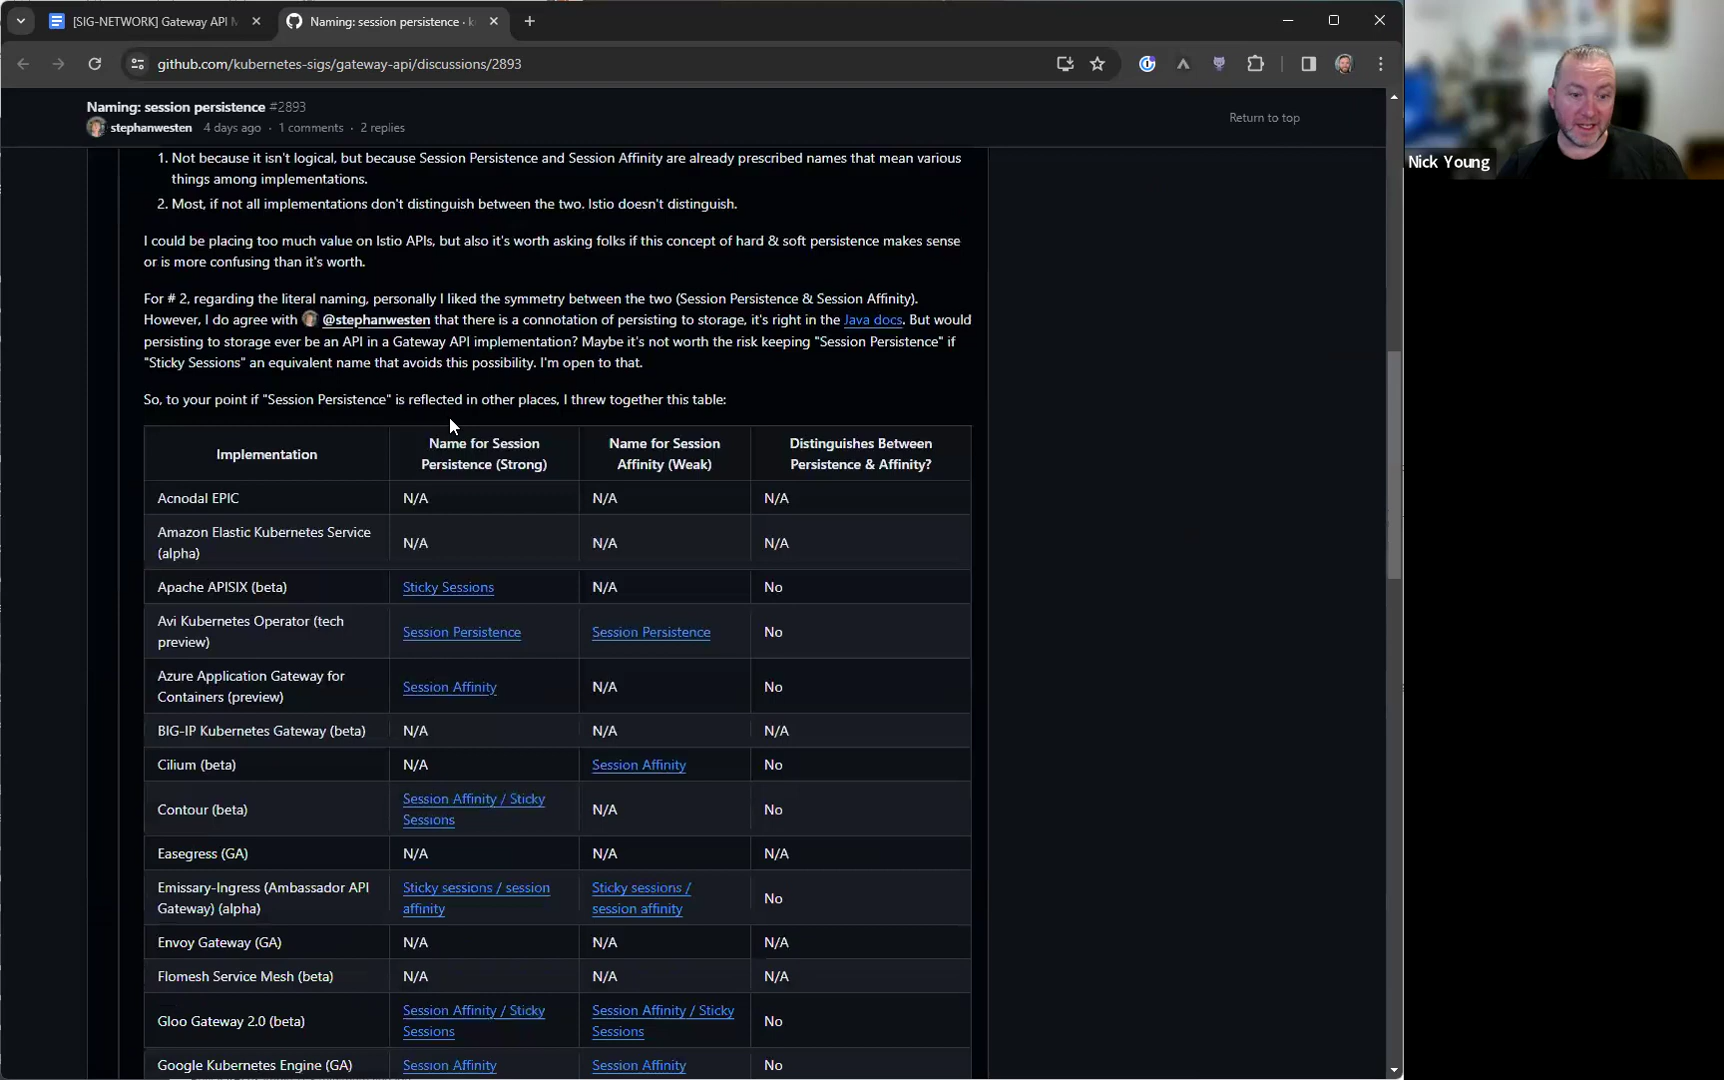 [SIG-NETWORK] Gateway API M
Naming: session persistence · k
github.com/kubernetes-sigs/gateway-api/discussions/2893
Naming: session persistence #2893
stephanwesten 4 days ago · 1 comments · 2 replies
Return to top
Nick Young
1. Not because it isn't logical, but because Session Persistence and Session Affinity are already prescribed names that mean various
things among implementations.
2. Most, if not all implementations don't distinguish between the two. Istio doesn't distinguish.
I could be placing too much value on Istio APIs, but also it's worth asking folks if this concept of hard & soft persistence makes sense
or is more confusing than it's worth.
For # 2, regarding the literal naming, personally I liked the symmetry between the two (Session Persistence & Session Affinity).
However, I do agree with @stephanwesten that there is a connotation of persisting to storage, it's right in the Java docs. But would
persisting to storage ever be an API in a Gateway API implementation? Maybe it's not worth the risk keeping "Session Persistence" if
"Sticky Sessions" an equivalent name that avoids this possibility. I'm open to that.
So, to your point if "Session Persistence" is reflected in other places, I threw together this table:
Implementation
Name for Session
Persistence (Strong)
Name for Session
Affinity (Weak)
Distinguishes Between
Persistence & Affinity?
Acnodal EPIC
N/A
N/A
N/A
Amazon Elastic Kubernetes Service
(alpha)
N/A
N/A
N/A
Apache APISIX (beta)
Sticky Sessions
N/A
No
Avi Kubernetes Operator (tech
preview)
Session Persistence
Session Persistence
No
Azure Application Gateway for
Containers (preview)
Session Affinity
N/A
No
BIG-IP Kubernetes Gateway (beta)
N/A
N/A
N/A
Cilium (beta)
N/A
Session Affinity
No
Contour (beta)
Session Affinity / Sticky
Sessions
N/A
No
Easegress (GA)
N/A
N/A
N/A
Emissary-Ingress (Ambassador API
Gateway) (alpha)
Sticky sessions / session
affinity
Sticky sessions /
session affinity
No
Envoy Gateway (GA)
N/A
N/A
N/A
Flomesh Service Mesh (beta)
N/A
N/A
N/A
Gloo Gateway 2.0 (beta)
Session Affinity / Sticky
Sessions
Session Affinity / Sticky
Sessions
No
Google Kubernetes Engine (GA)
Session Affinity
Session Affinity
No